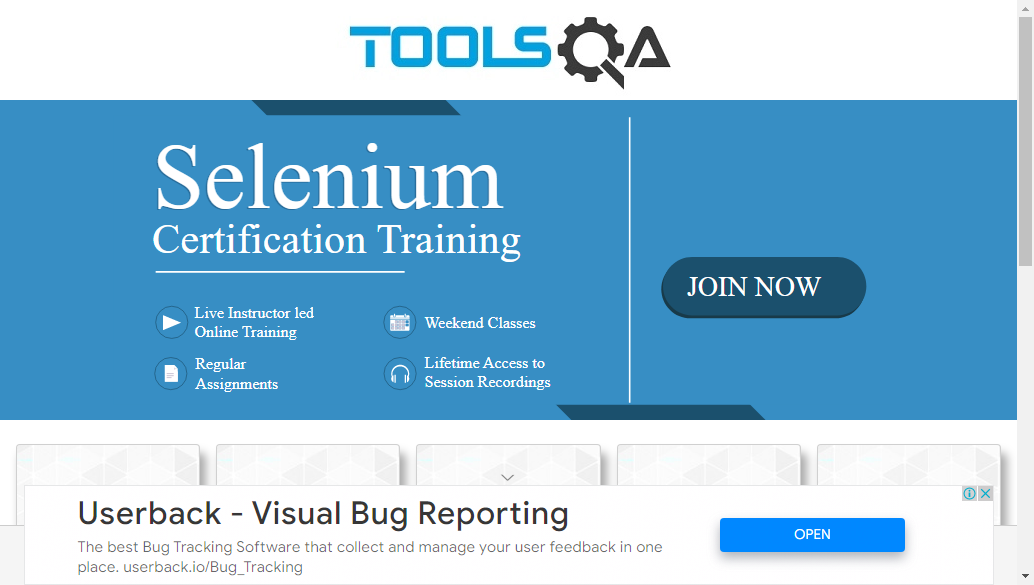 TOOLSQA
Selenium
Certification Training
Live Instructor led
Online Training
Weekend Classes
Regular
Assignments
Lifetime Access to
Session Recordings
JOIN NOW
Userback - Visual Bug Reporting
The best Bug Tracking Software that collect and manage your user feedback in one
place. userback.io/Bug_Tracking
OPEN